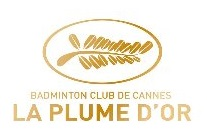 BADMINTON CLUB DE CANNES
LA PLUME D'OR